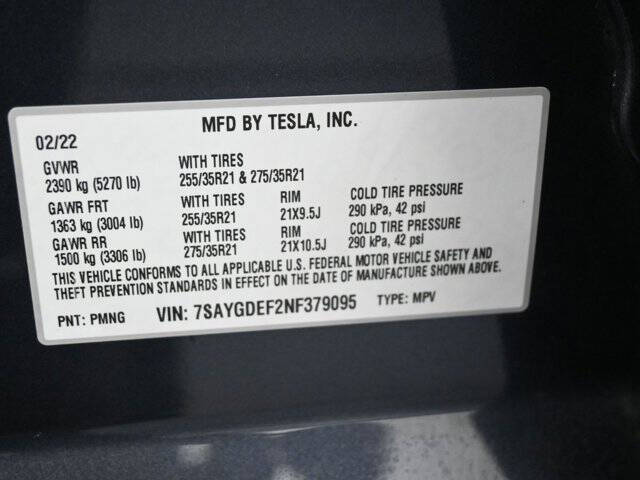 MFD BY TESLA, INC.
02/22
GVWR WITH TIRES
2390 kg (5270 lb) 255/35R21 & 275/35R21
GAWR FRT WITH TIRES RIM COLD TIRE PRESSURE
1363 kg (3004 lb) 255/35R21 21X9.5J 290 kPa, 42 psi
GAWR RR WITH TIRES RIM COLD TIRE PRESSURE
1500 kg (3306 lb) 275/35R21 21X10.5J 290 kPa, 42 psi
THIS VEHICLE CONFORMS TO ALL APPLICABLE U.S. FEDERAL MOTOR VEHICLE SAFETY AND
THEFT PREVENTION STANDARDS IN EFFECT ON THE DATE OF MANUFACTURE SHOWN ABOVE.
PNT: PMNG VIN: 7SAYGDEF2NF379095 TYPE: MPV